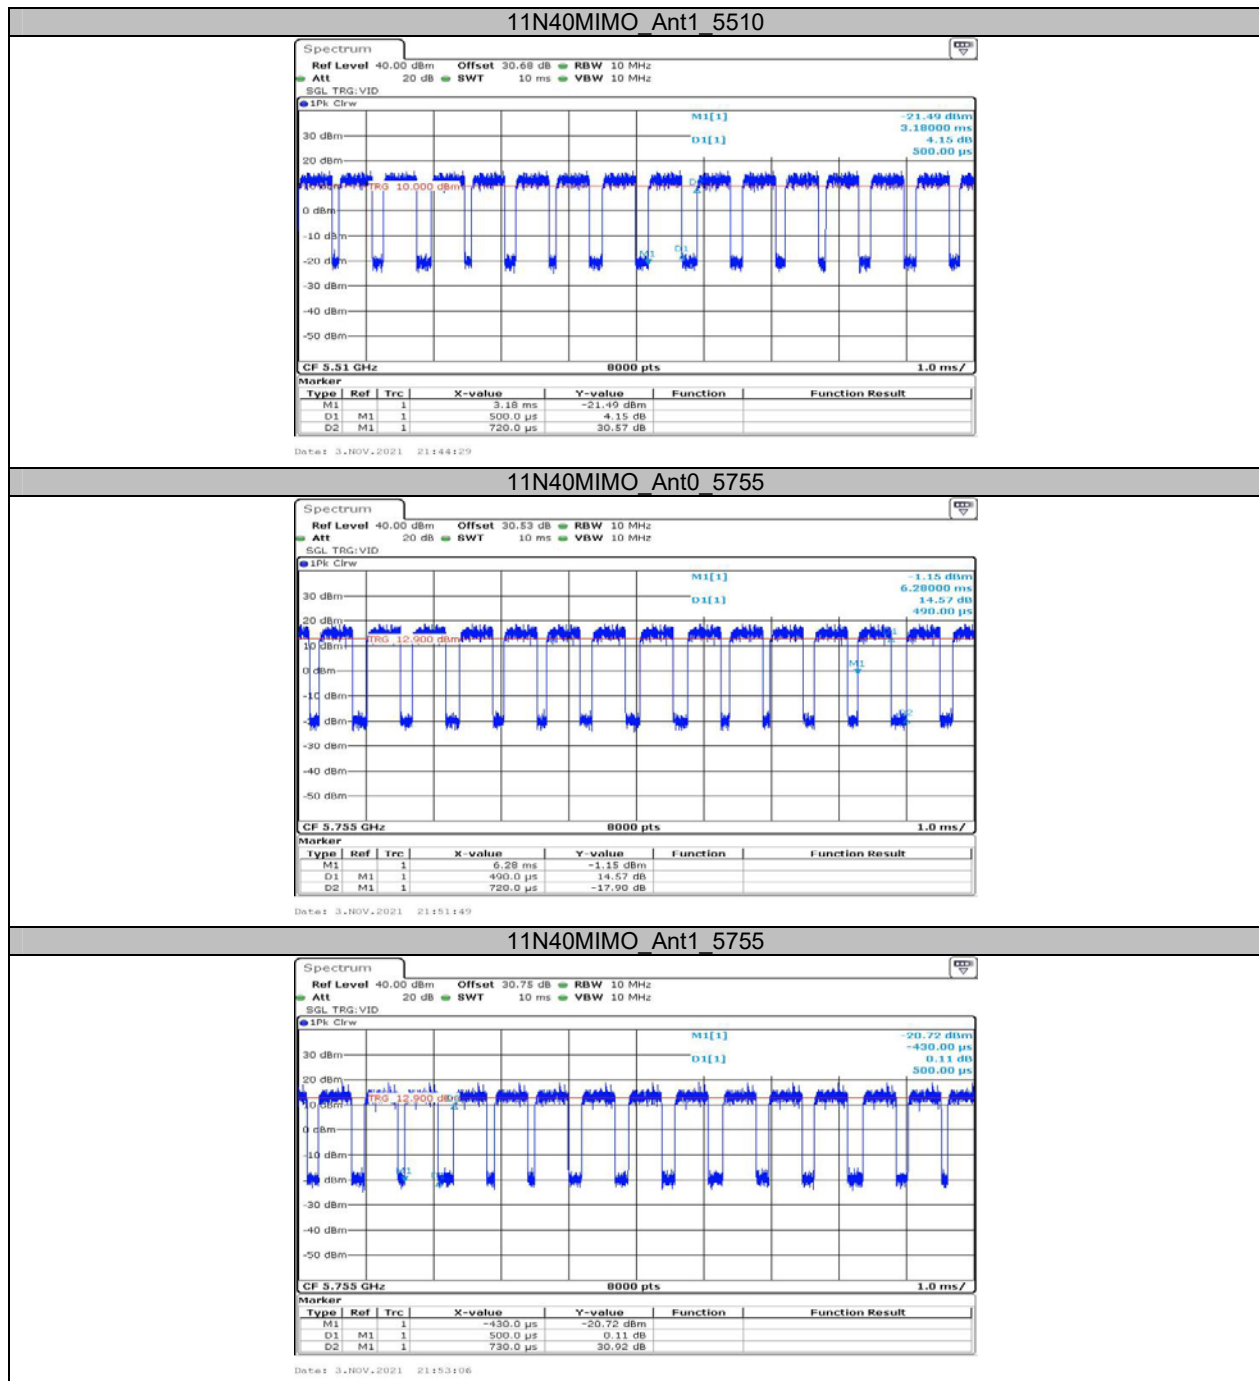 11N40MIMO_Ant1_5510
Spectrum
Ref Level 40.00 dBm Offset 30.68 dB RBW 10 MHz
Att 20 dB SWT 10 ms VBW 10 MHz
SGL TRG:VID
1Pk Clrw
M1[1] -21.49 dBm
3.18000 ms
30 dBm D1[1] 4.15 dB
500.00 µs
20 dBm
TRG 10.000 dBm
0 dBm
-10 dBm
M1 D1
-20 dBm
-30 dBm
-40 dBm
-50 dBm
CF 5.51 GHz 8000 pts 1.0 ms/
Marker
Type Ref Trc X-value Y-value Function Function Result
M1 1 3.18 ms -21.49 dBm
D1 M1 1 500.0 µs 4.15 dB
D2 M1 1 720.0 µs 30.57 dB
Date: 3.NOV.2021 21:44:29
11N40MIMO_Ant0_5755
Spectrum
Ref Level 40.00 dBm Offset 30.53 dB RBW 10 MHz
Att 20 dB SWT 10 ms VBW 10 MHz
SGL TRG:VID
1Pk Clrw
M1[1] -1.15 dBm
6.28000 ms
30 dBm D1[1] 14.57 dB
490.00 µs
20 dBm
TRG 12.900 dBm
10 dBm
0 dBm M1
-10 dBm
D2
-30 dBm
-40 dBm
-50 dBm
CF 5.755 GHz 8000 pts 1.0 ms/
Marker
Type Ref Trc X-value Y-value Function Function Result
M1 1 6.28 ms -1.15 dBm
D1 M1 1 490.0 µs 14.57 dB
D2 M1 1 720.0 µs -17.90 dB
Date: 3.NOV.2021 21:51:49
11N40MIMO_Ant1_5755
Spectrum
Ref Level 40.00 dBm Offset 30.75 dB RBW 10 MHz
Att 20 dB SWT 10 ms VBW 10 MHz
SGL TRG:VID
1Pk Clrw
M1[1] -20.72 dBm
-430.00 µs
30 dBm D1[1] 0.11 dB
500.00 µs
20 dBm
TRG 12.900
10 dBm
0 dBm
-10 dBm
M1
-30 dBm
-40 dBm
-50 dBm
CF 5.755 GHz 8000 pts 1.0 ms/
Marker
Type Ref Trc X-value Y-value Function Function Result
M1 1 -430.0 µs -20.72 dBm
D1 M1 1 500.0 µs 0.11 dB
D2 M1 1 730.0 µs 30.92 dB
Date: 3.NOV.2021 21:53:06